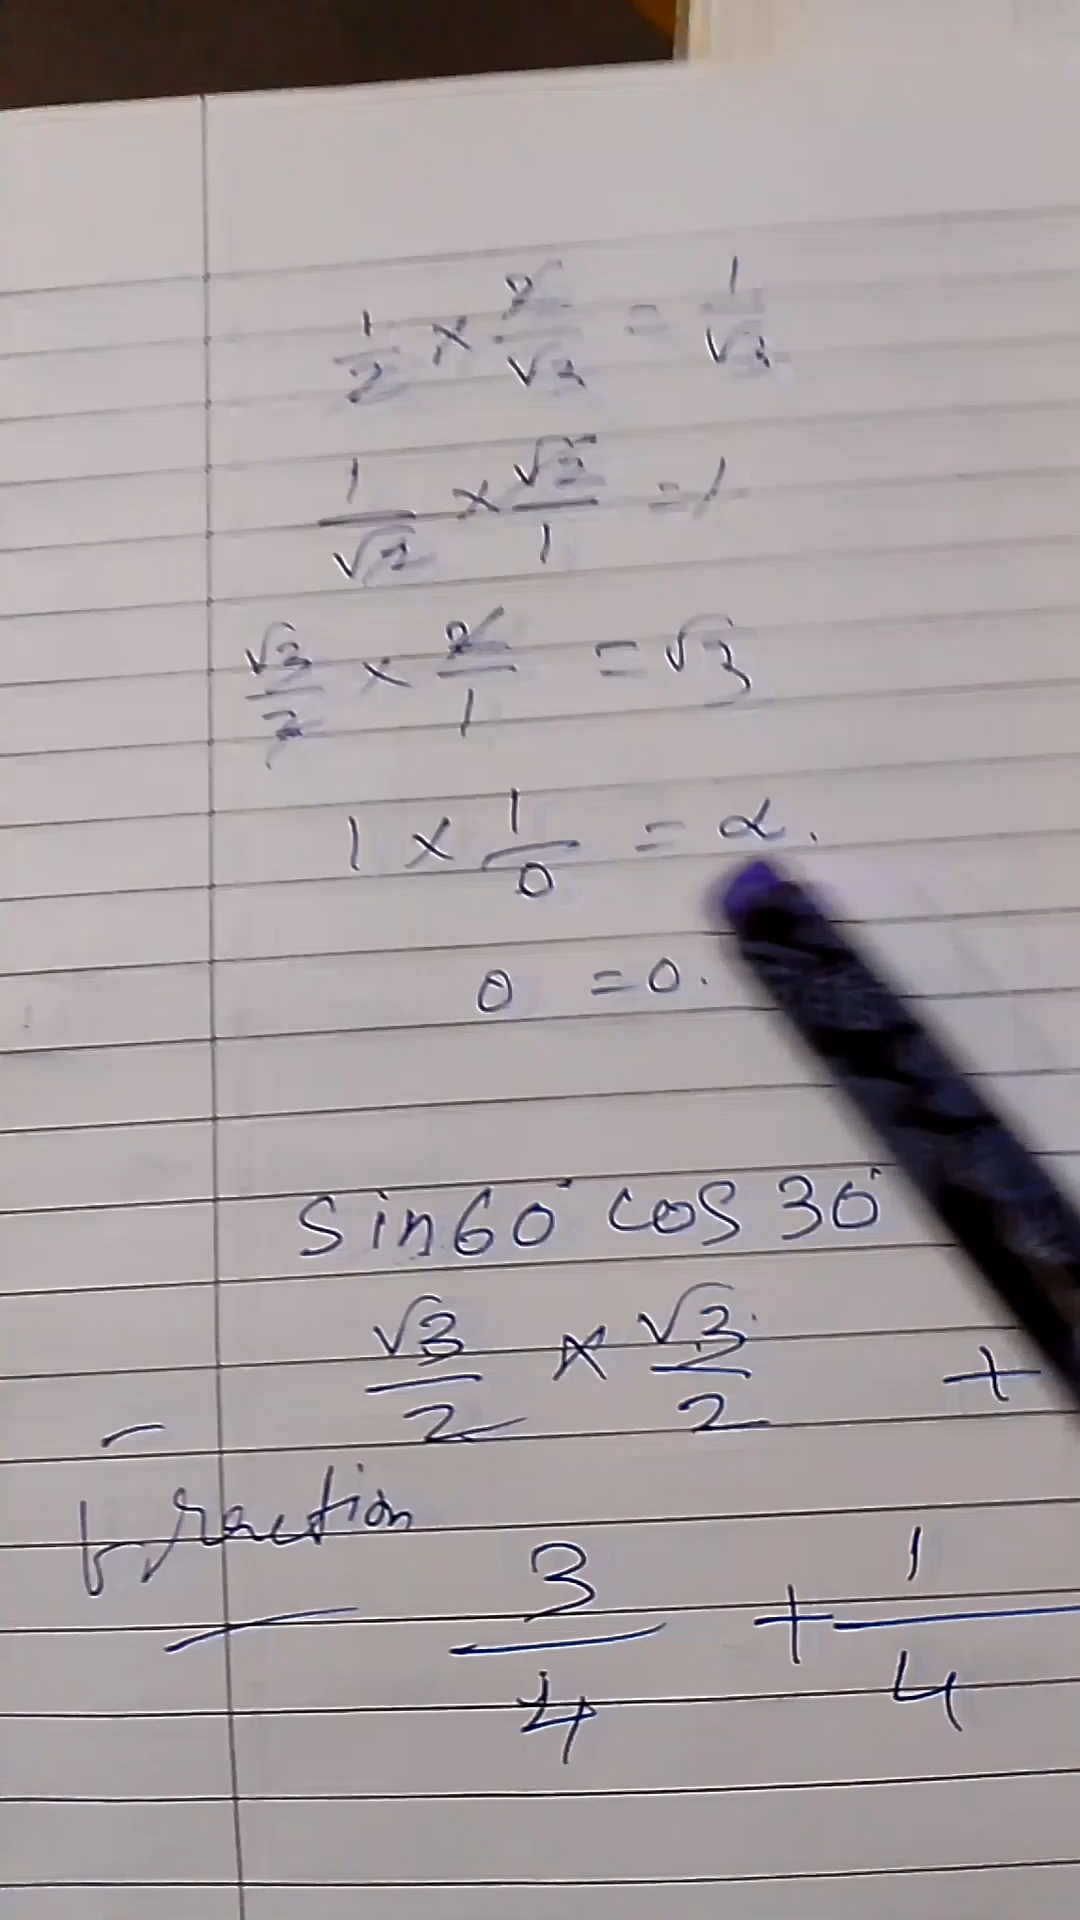 1/2 × 2/√3 = 1/√3
1/√2 × √2/1 = 1
√3/2 × 2/1 = √3
1 × 1/0 = α.
0 = 0.
sin60° cos 30°
√3/2 × √3/2 +
fraction
3/4 + 1/4